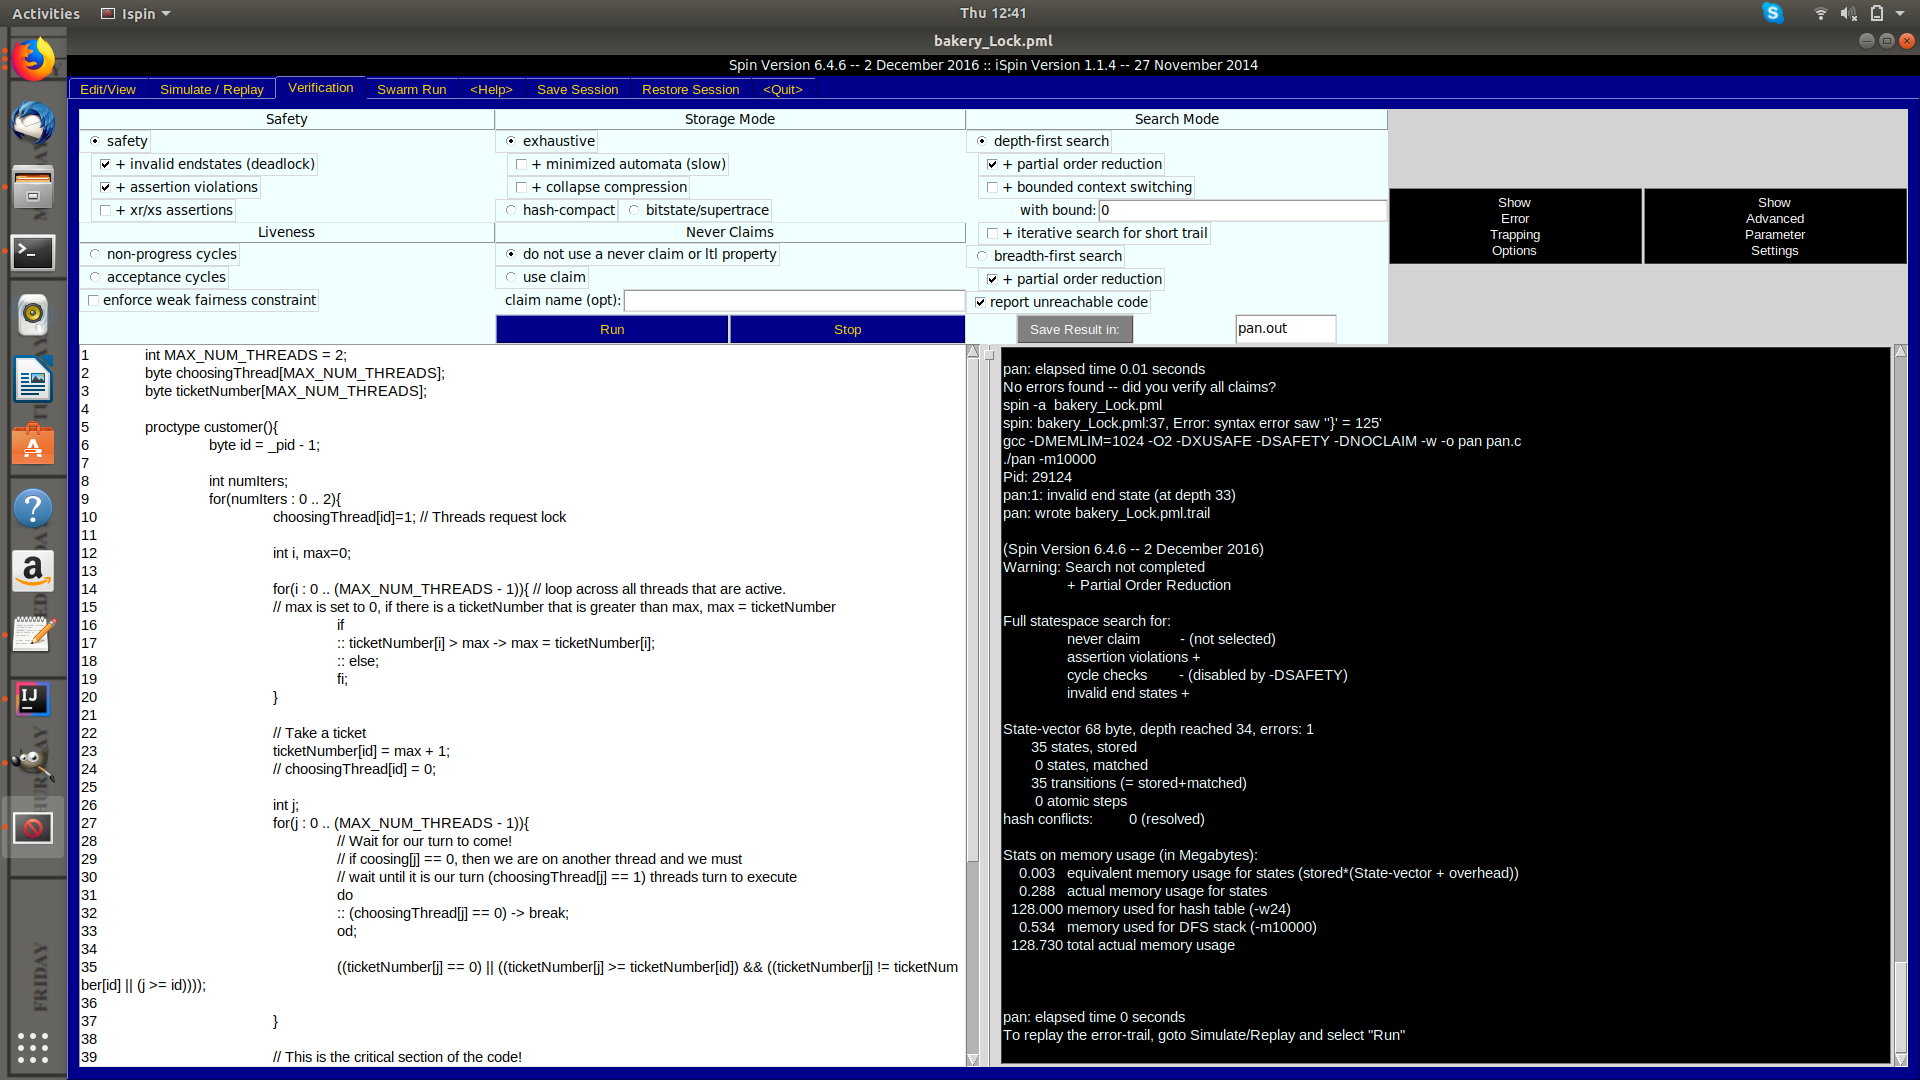 Activities Ispin Thu 12:41
bakery_Lock.pml
Spin Version 6.4.6 -- 2 December 2016 :: iSpin Version 1.1.4 -- 27 November 2014
Edit/View Simulate / Replay Verification Swarm Run <Help> Save Session Restore Session <Quit>
Safety Storage Mode Search Mode
safety exhaustive depth-first search
+ invalid endstates (deadlock) + minimized automata (slow) + partial order reduction
+ assertion violations + collapse compression + bounded context switching
+ xr/xs assertions hash-compact bitstate/supertrace with bound: 0
Liveness Never Claims + iterative search for short trail
non-progress cycles do not use a never claim or ltl property breadth-first search
acceptance cycles use claim + partial order reduction
enforce weak fairness constraint claim name (opt): report unreachable code
Run Stop Save Result in: pan.out
Show
Error
Trapping
Options
Show
Advanced
Parameter
Settings
1 int MAX_NUM_THREADS = 2;
2 byte choosingThread[MAX_NUM_THREADS];
3 byte ticketNumber[MAX_NUM_THREADS];
4
5 proctype customer(){
6 byte id = _pid - 1;
7
8 int numIters;
9 for(numIters : 0 .. 2){
10 choosingThread[id]=1; // Threads request lock
11
12 int i, max=0;
13
14 for(i : 0 .. (MAX_NUM_THREADS - 1)){ // loop across all threads that are active.
15 // max is set to 0, if there is a ticketNumber that is greater than max, max = ticketNumber
16 if
17 :: ticketNumber[i] > max -> max = ticketNumber[i];
18 :: else;
19 fi;
20 }
21
22 // Take a ticket
23 ticketNumber[id] = max + 1;
24 // choosingThread[id] = 0;
25
26 int j;
27 for(j : 0 .. (MAX_NUM_THREADS - 1)){
28 // Wait for our turn to come!
29 // if coosing[j] == 0, then we are on another thread and we must
30 // wait until it is our turn (choosingThread[j] == 1) threads turn to execute
31 do
32 :: (choosingThread[j] == 0) -> break;
33 od;
34
35 ((ticketNumber[j] == 0) || ((ticketNumber[j] >= ticketNumber[id]) && ((ticketNumber[j] != ticketNum
ber[id] || (j >= id))));
36
37 }
38
39 // This is the critical section of the code!
pan: elapsed time 0.01 seconds
No errors found -- did you verify all claims?
spin -a bakery_Lock.pml
spin: bakery_Lock.pml:37, Error: syntax error saw ''}' = 125'
gcc -DMEMLIM=1024 -O2 -DXUSAFE -DSAFETY -DNOCLAIM -w -o pan pan.c
./pan -m10000
Pid: 29124
pan:1: invalid end state (at depth 33)
pan: wrote bakery_Lock.pml.trail
(Spin Version 6.4.6 -- 2 December 2016)
Warning: Search not completed
+ Partial Order Reduction
Full statespace search for:
never claim - (not selected)
assertion violations +
cycle checks - (disabled by -DSAFETY)
invalid end states +
State-vector 68 byte, depth reached 34, errors: 1
35 states, stored
0 states, matched
35 transitions (= stored+matched)
0 atomic steps
hash conflicts: 0 (resolved)
Stats on memory usage (in Megabytes):
0.003 equivalent memory usage for states (stored*(State-vector + overhead))
0.288 actual memory usage for states
128.000 memory used for hash table (-w24)
0.534 memory used for DFS stack (-m10000)
128.730 total actual memory usage
pan: elapsed time 0 seconds
To replay the error-trail, goto Simulate/Replay and select "Run"
FRIDAY